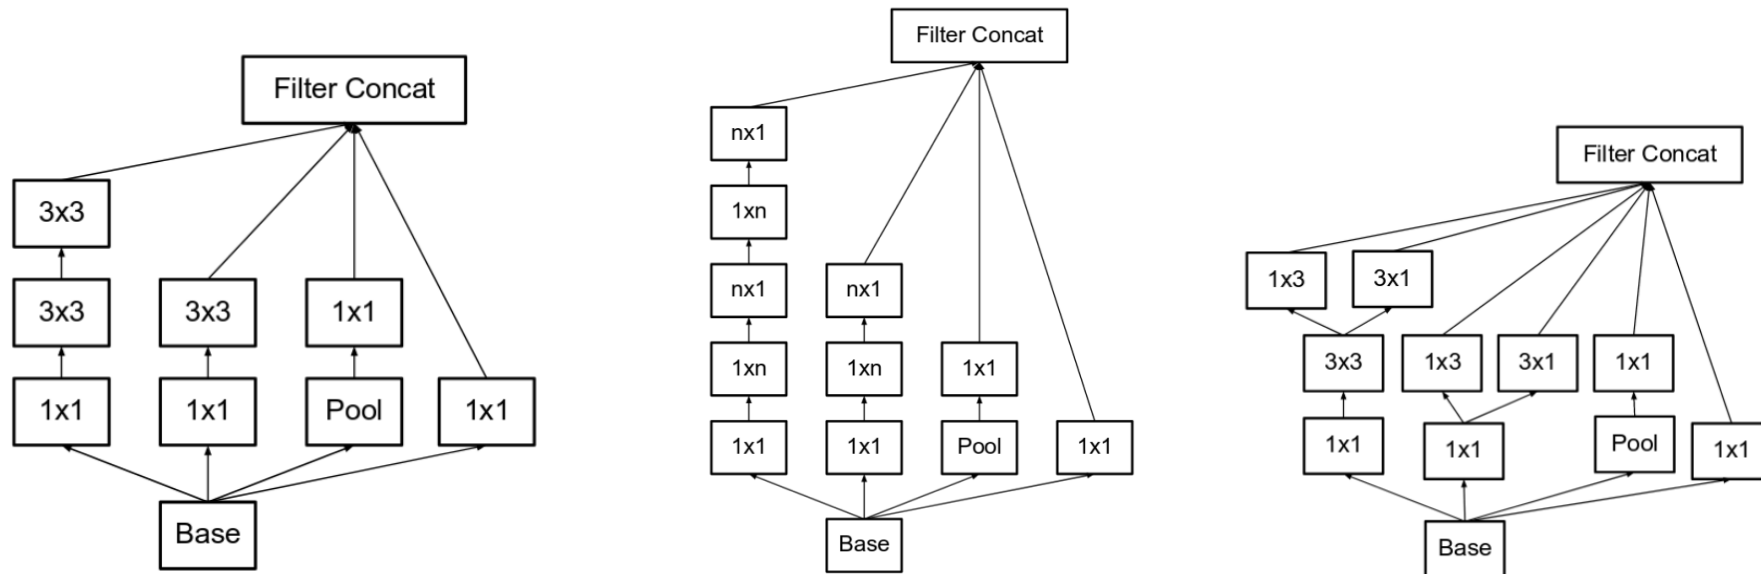 Filter Concat
3x3
3x3 3x3 1x1
1x1 1x1 Pool 1x1
Base
Filter Concat
nx1
1xn
nx1 nx1
1xn 1xn 1x1
1x1 1x1 Pool 1x1
Base
Filter Concat
1x3 3x1
3x3 1x3 3x1 1x1
1x1 1x1 Pool 1x1
Base